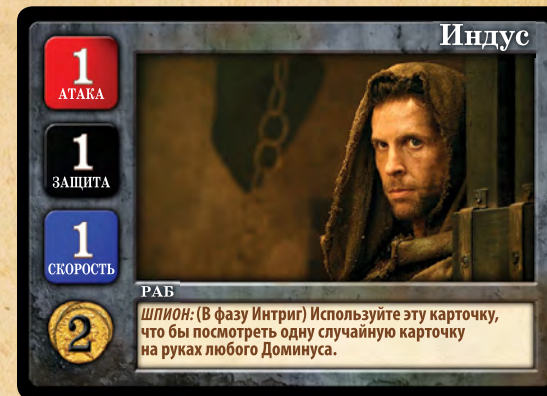 Индус
1
АТАКА
1
ЗАЩИТА
1
СКОРОСТЬ
2
РАБ
ШПИОН: (В фазу Интриг) Используйте эту карточку,
что бы посмотреть одну случайную карточку
на руках любого Доминуса.